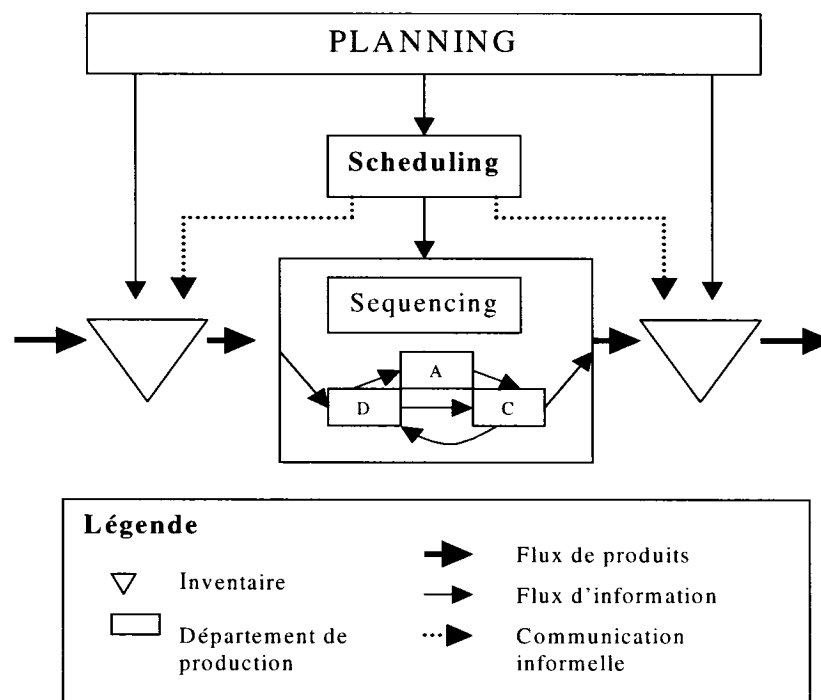 PLANNING
Scheduling
Sequencing
A
D
C
Légende
Inventaire
Département de
production
Flux de produits
Flux d'information
Communication
informelle